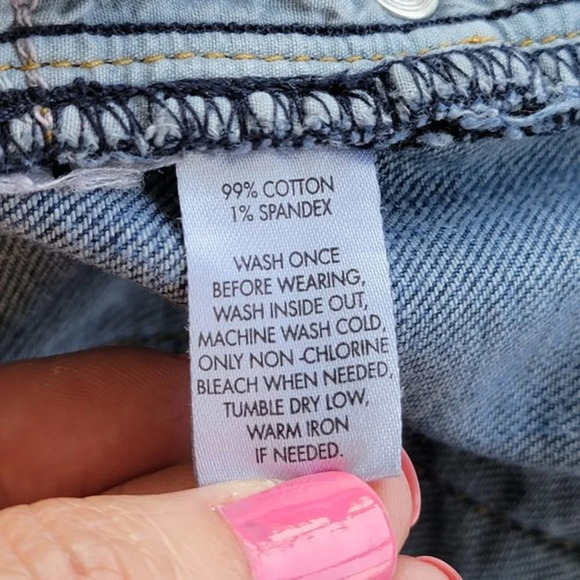 99% COTTON
1% SPANDEX
WASH ONCE
BEFORE WEARING,
WASH INSIDE OUT,
MACHINE WASH COLD,
ONLY NON-CHLORINE
BLEACH WHEN NEEDED,
TUMBLE DRY LOW,
WARM IRON
IF NEEDED.